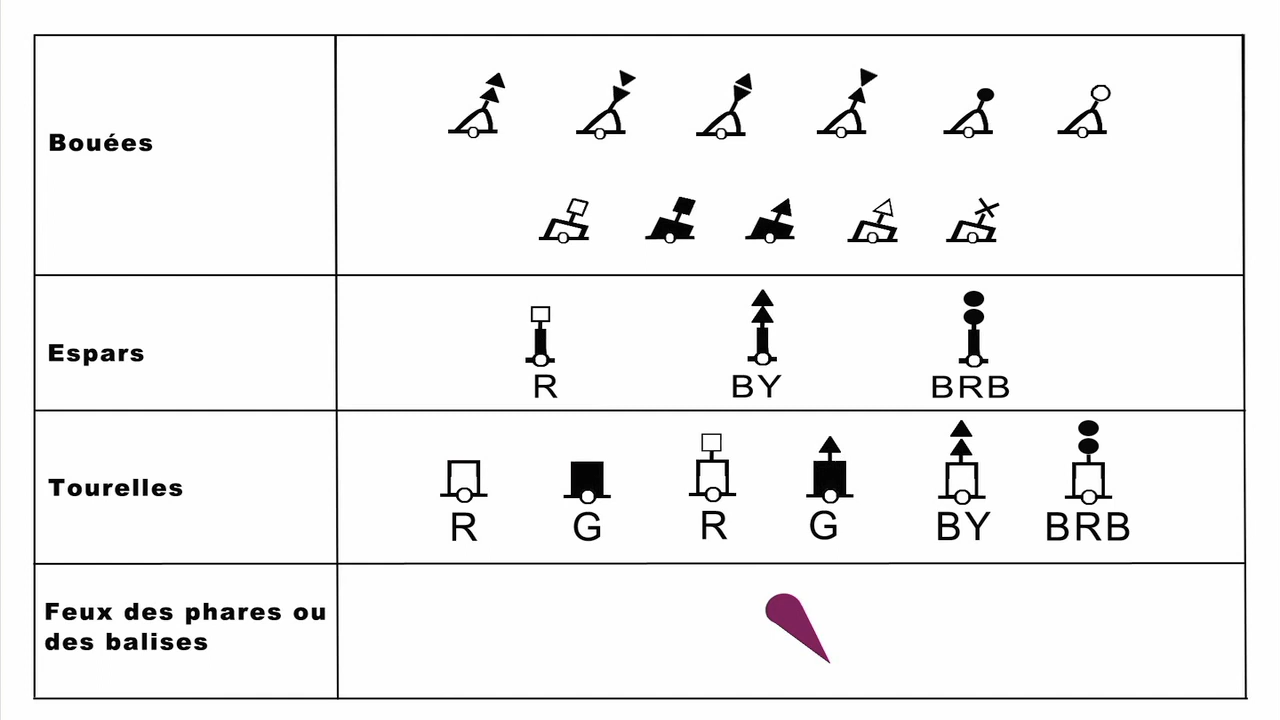 Bouées
Espars
R BY BRB
Tourelles
R G R G BY BRB
Feux des phares ou
des balises